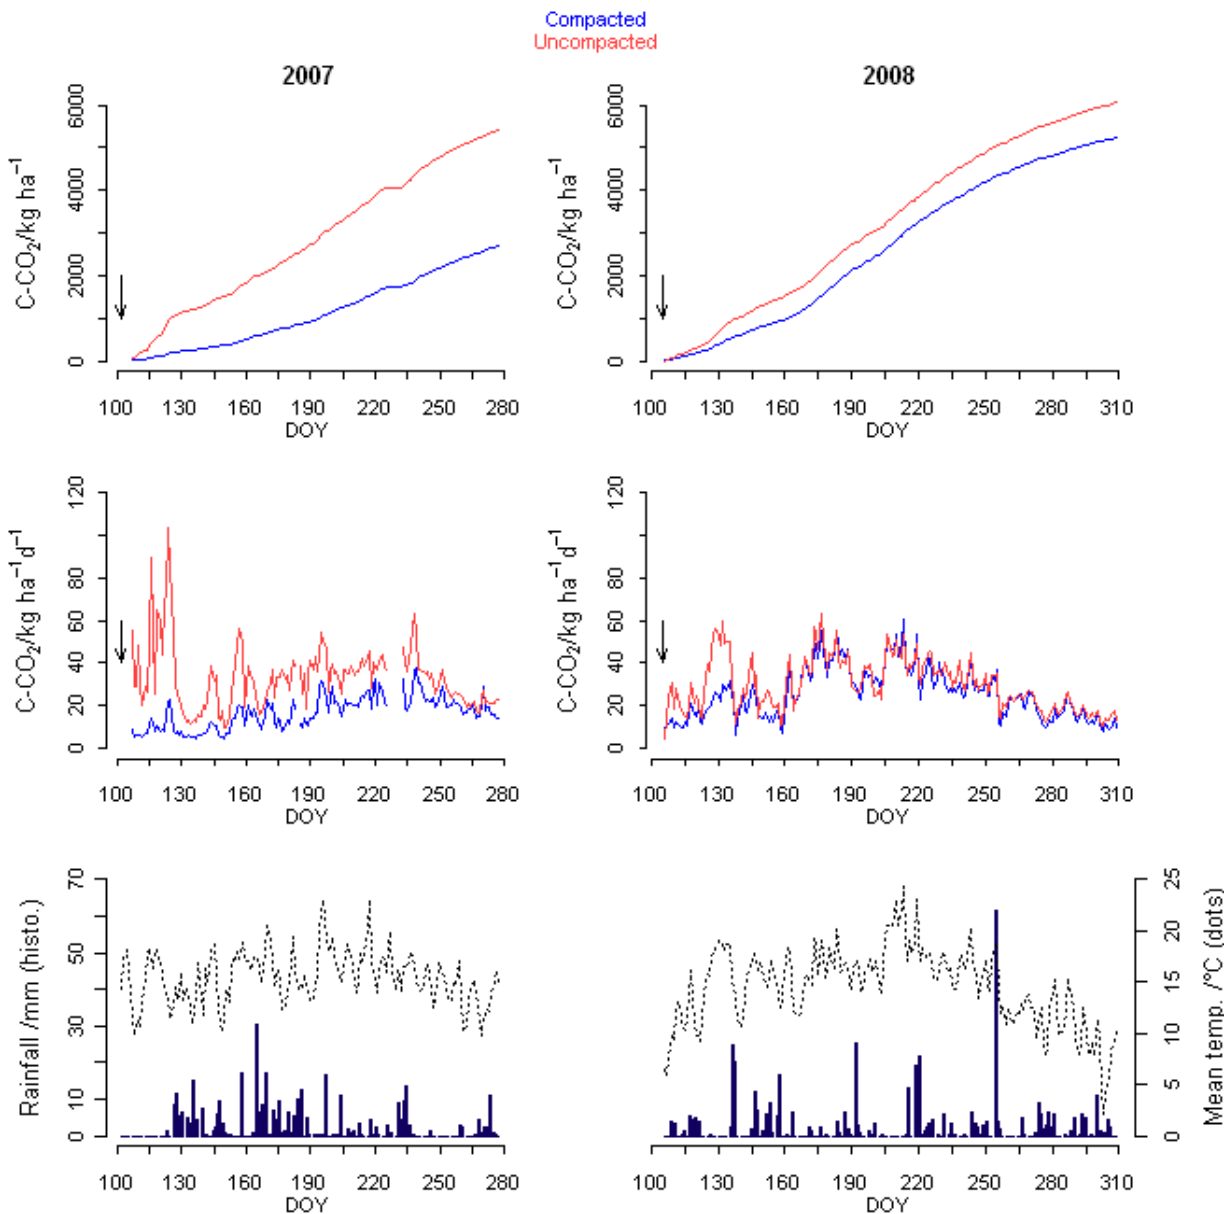 Compacted
Uncompacted
2007
2008
C-CO₂/kg ha⁻¹
0 2000 4000 6000
100 130 160 190 220 250 280
DOY
C-CO₂/kg ha⁻¹
0 2000 4000 6000
100 130 160 190 220 250 280 310
DOY
C-CO₂/kg ha⁻¹d⁻¹
0 20 40 60 80 120
100 130 160 190 220 250 280
DOY
C-CO₂/kg ha⁻¹d⁻¹
0 20 40 60 80 120
100 130 160 190 220 250 280 310
DOY
Rainfall /mm (histo.)
0 10 30 50 70
100 130 160 190 220 250 280
DOY
100 130 160 190 220 250 280 310
DOY
0 5 10 15 20 25
Mean temp. /°C (dots)